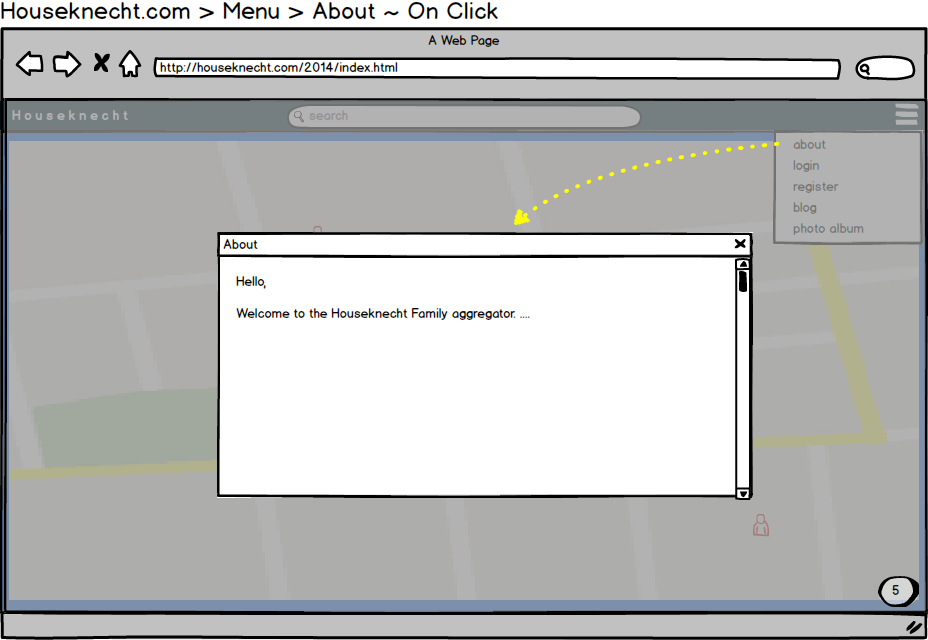 Houseknecht.com > Menu > About ~ On Click
A Web Page
http://houseknecht.com/2014/index.html
Houseknecht
search
about
login
register
blog
photo album
About
Hello,
Welcome to the Houseknecht Family aggregator. ....
5